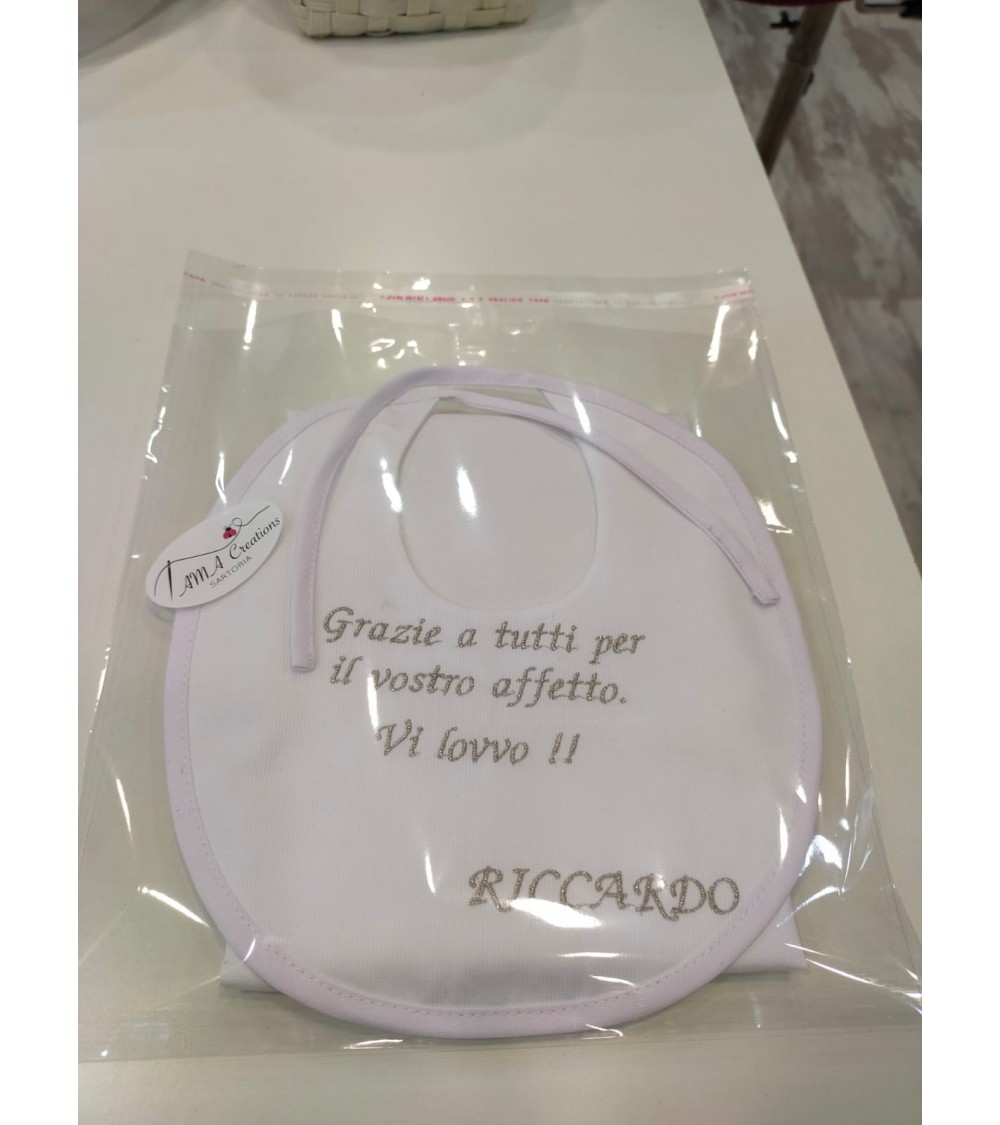 TAMA Creations
SARTORIA
Grazie a tutti per
il vostro affetto.
Vi lovvo !!
RICCARDO